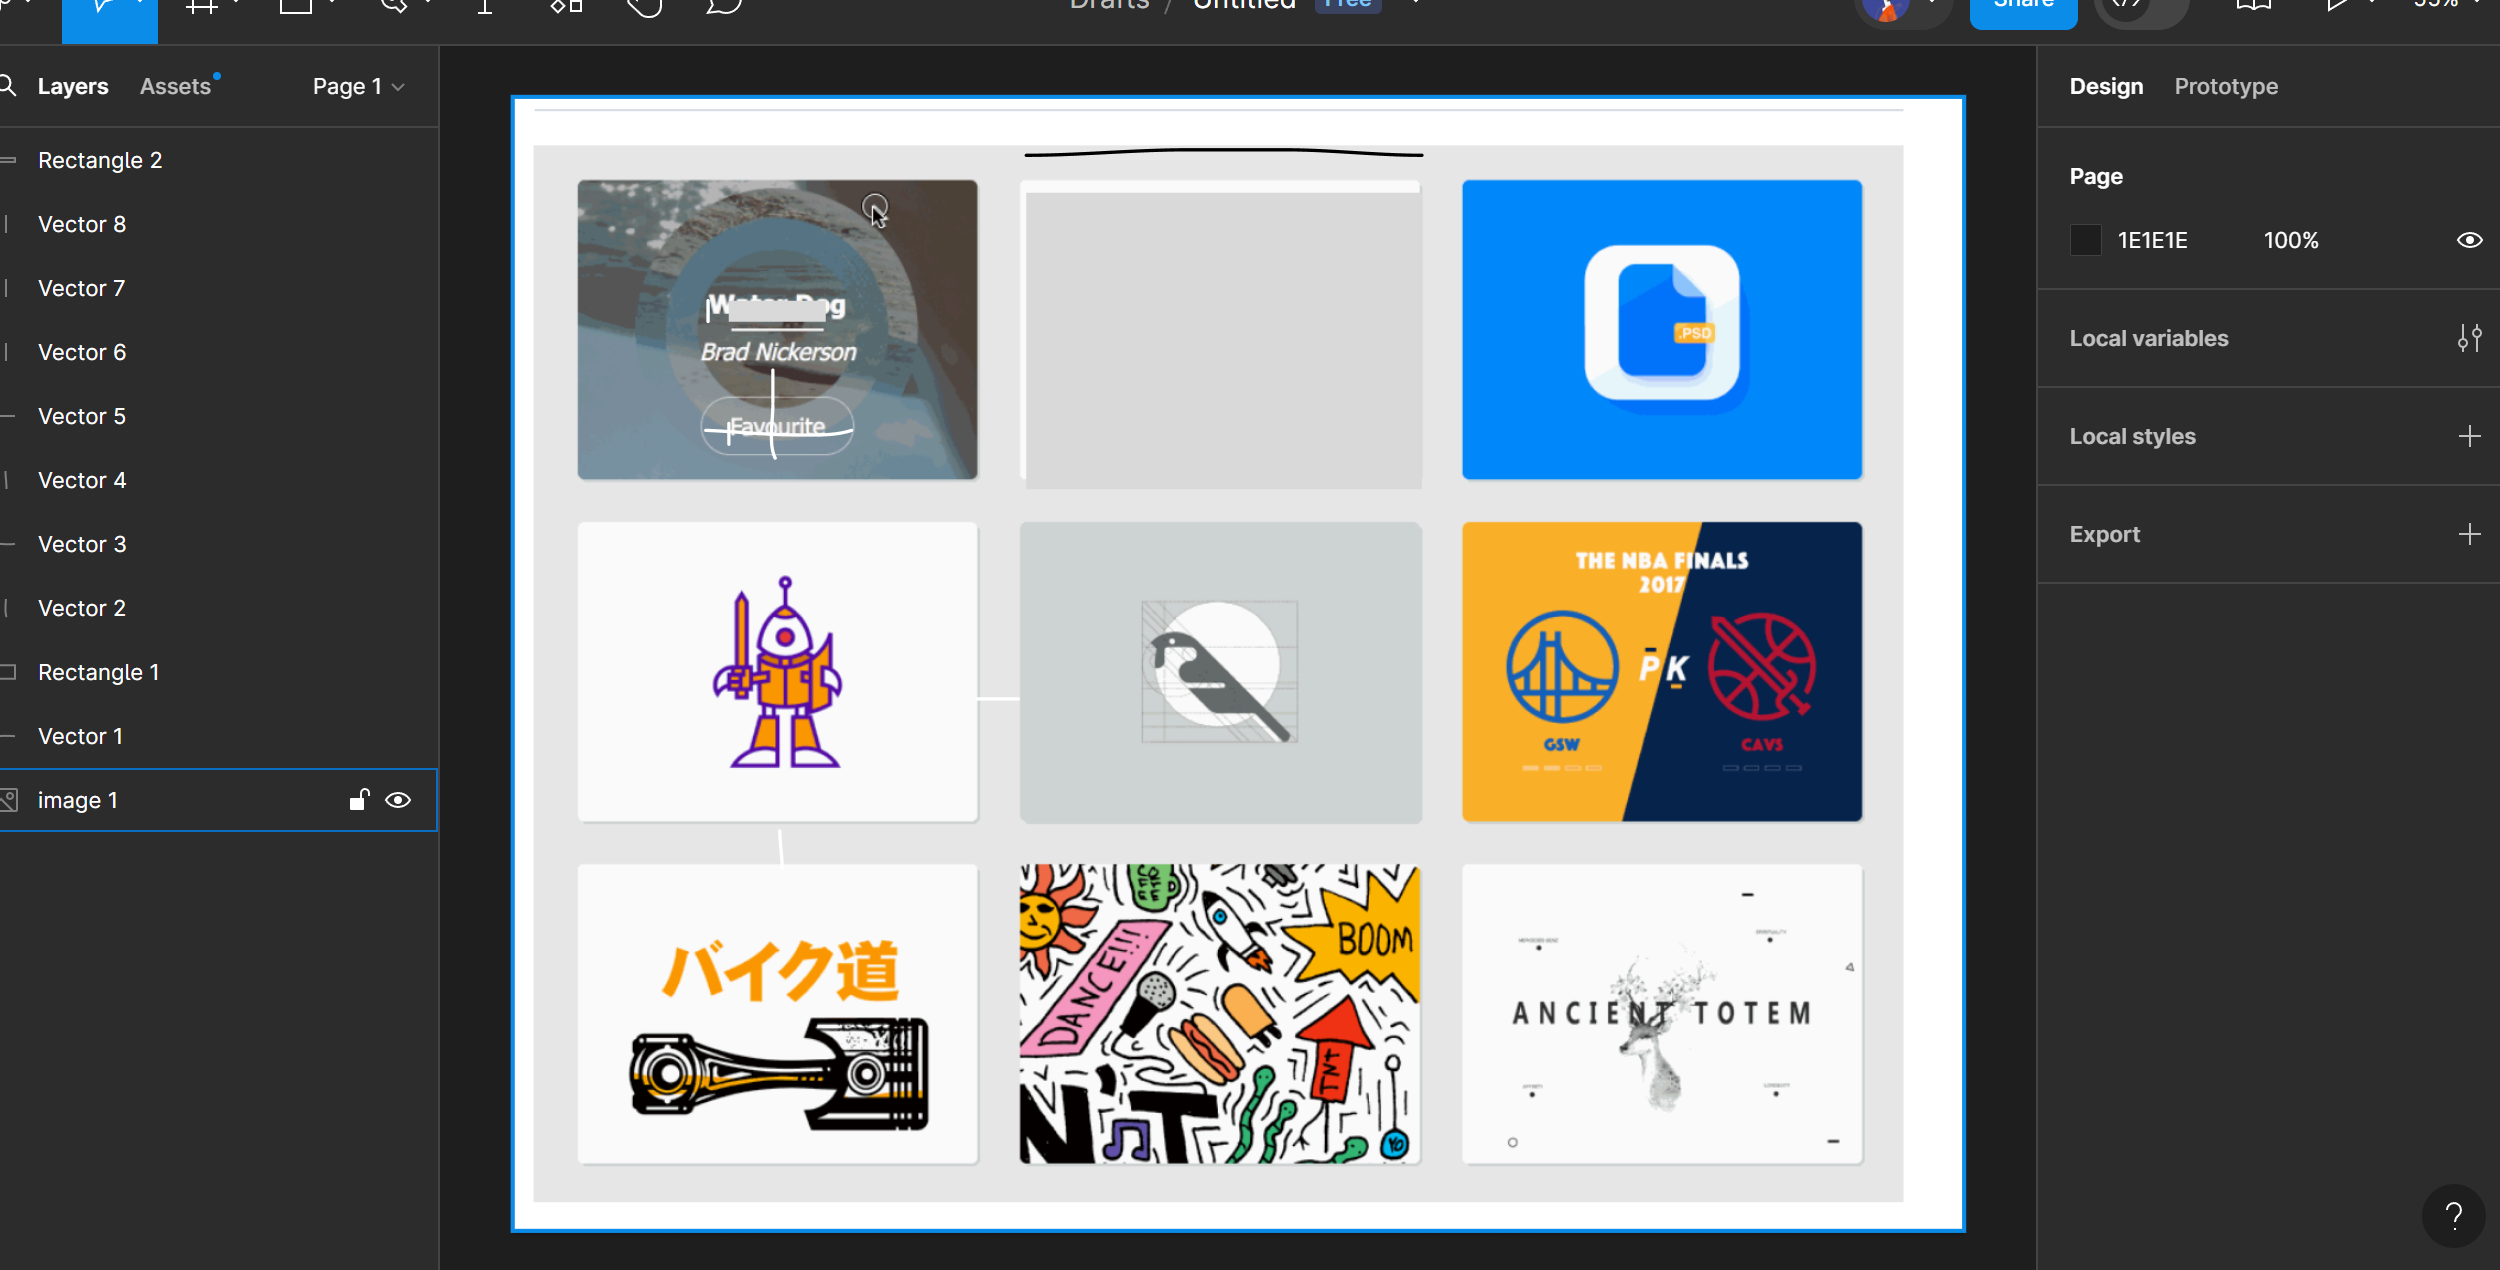 Drafts / Untitled Free
Share
Layers
Assets
Page 1
Rectangle 2
Vector 8
Vector 7
Vector 6
Vector 5
Vector 4
Vector 3
Vector 2
Rectangle 1
Vector 1
image 1
Brad Nickerson
Favourite
.PSD
THE NBA FINALS
2017
PK
GSW
CAVS
バイク道
DANCE!!!
BOOM
TNT
N'T
YO
ANCIENT TOTEM
Design
Prototype
Page
1E1E1E
100%
Local variables
Local styles
Export
?